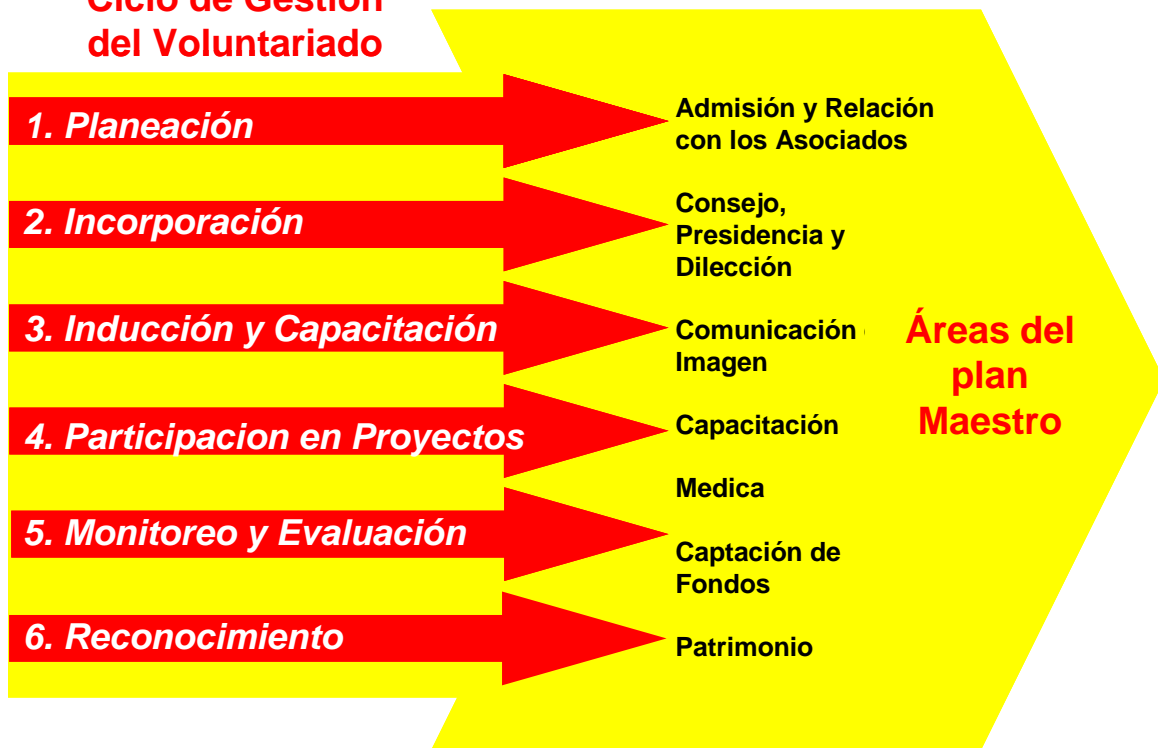 Ciclo de Gestión
del Voluntariado
1. Planeación
2. Incorporación
3. Inducción y Capacitación
4. Participacion en Proyectos
5. Monitoreo y Evaluación
6. Reconocimiento
Admisión y Relación
con los Asociados
Consejo,
Presidencia y
Dilección
Comunicación
Imagen
Capacitación
Medica
Captación de
Fondos
Patrimonio
Áreas del
plan
Maestro